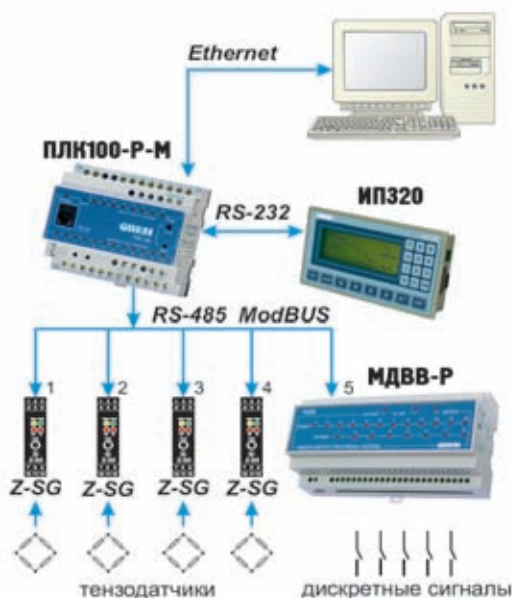 Ethernet
ПЛК100-Р-М
ИП320
RS-232
RS-485 ModBUS
1
2
3
4
5
МДВВ-Р
Z-SG
Z-SG
Z-SG
Z-SG
тензодатчики
дискретные сигналы